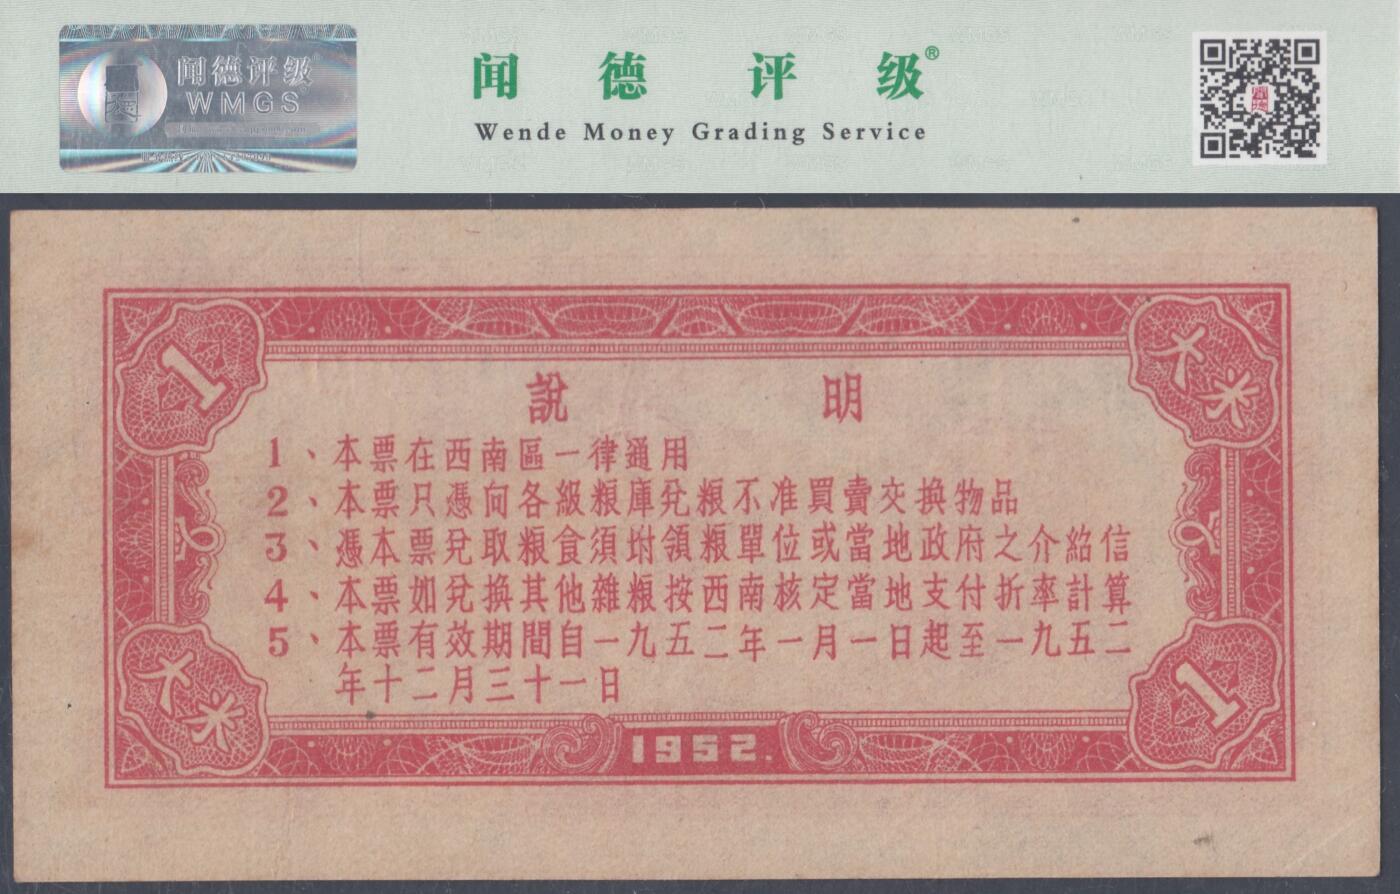 闻德评级
WMGS
闻德评级®
Wende Money Grading Service
1
大米
說明
1、本票在西南區一律通用
2、本票只憑向各級粮庫兌粮不准買賣交换物品
3、憑本票兌取粮食須坿領粮單位或當地政府之介紹信
4、本票如兌換其他雜粮按西南核定當地支付折率計算
5、本票有效期間自一九五二年一月一日起至一九五二
年十二月三十一日
大米
1
1952.